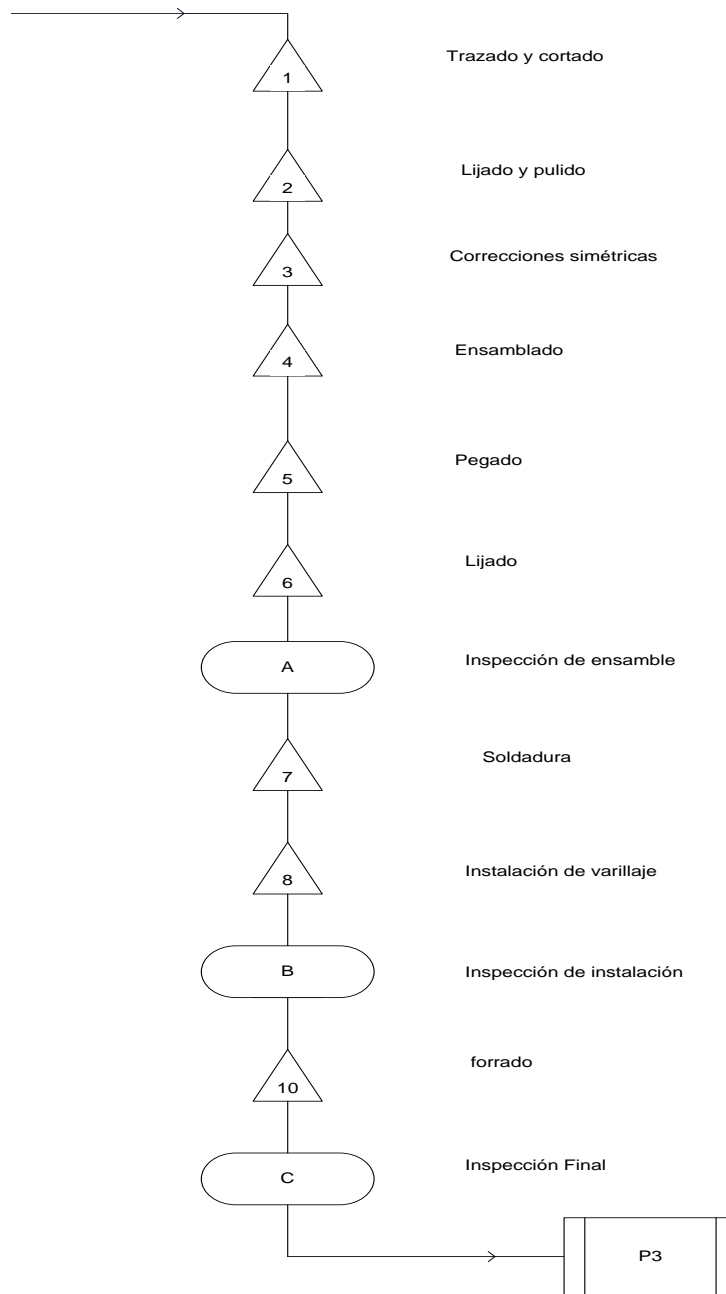 Trazado y cortado
1
Lijado y pulido
2
Correcciones simétricas
3
Ensamblado
4
Pegado
5
Lijado
6
Inspección de ensamble
A
Soldadura
7
Instalación de varillaje
8
B
Inspección de instalación
forrado
10
Inspección Final
C
P3